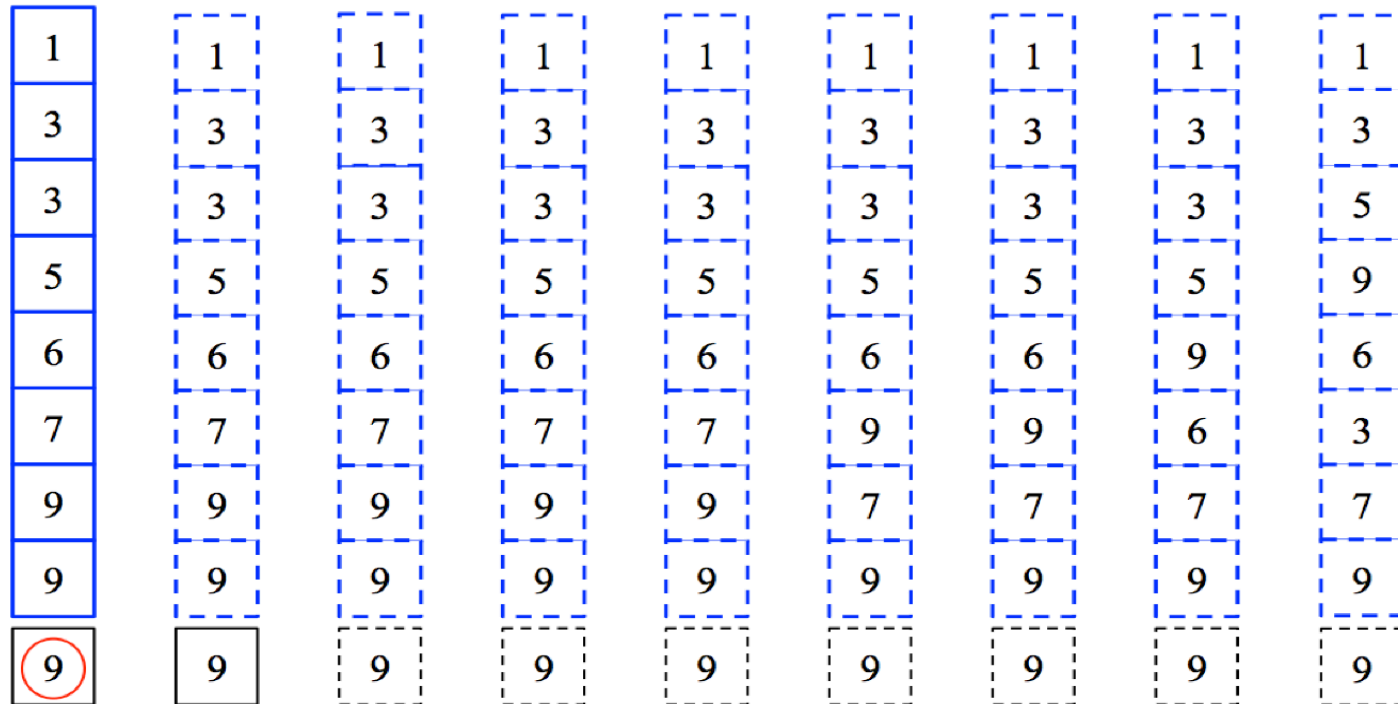 1 1 1 1 1 1 1 1 1
3 3 3 3 3 3 3 3 3
3 3 3 3 3 3 3 3 5
5 5 5 5 5 5 5 5 9
6 6 6 6 6 6 6 9 6
7 7 7 7 7 9 9 6 3
9 9 9 9 9 7 7 7 7
9 9 9 9 9 9 9 9 9
9 9 9 9 9 9 9 9 9